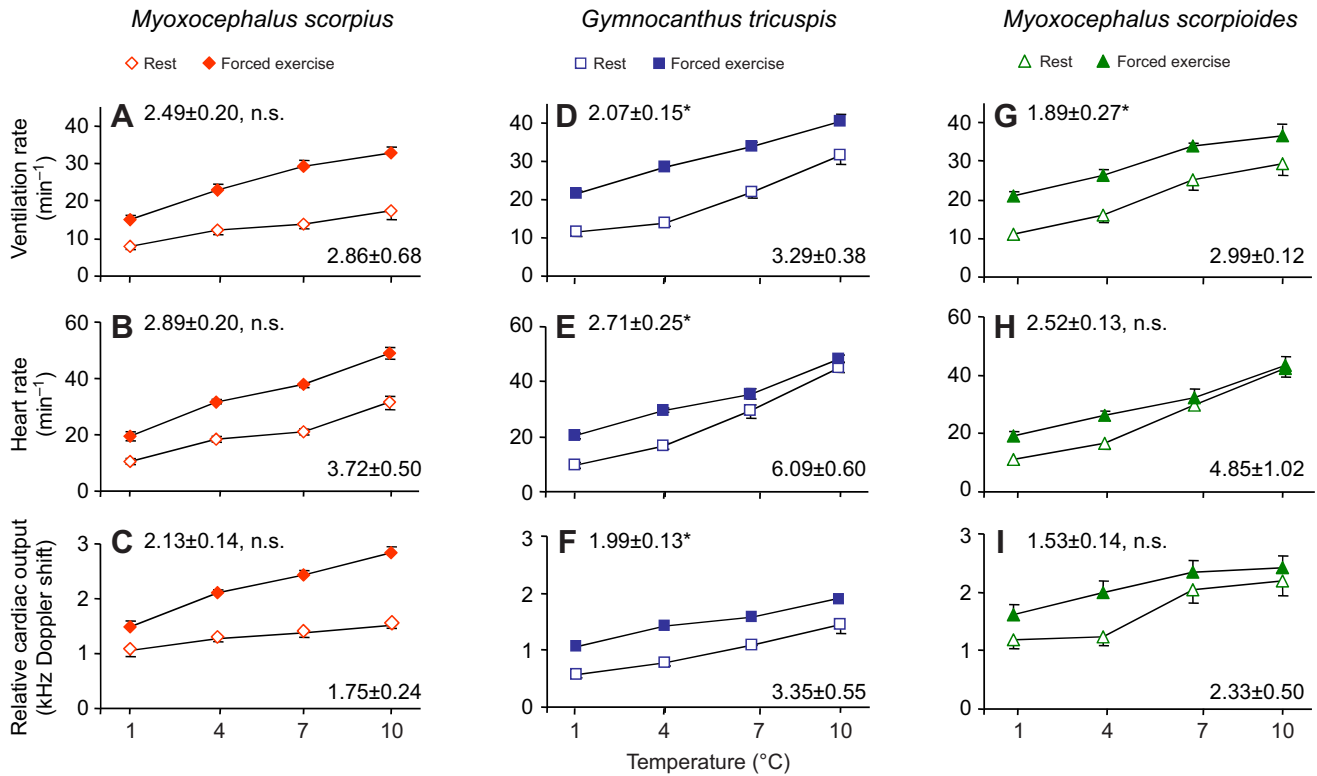 Myoxocephalus scorpius
Gymnocanthus tricuspis
Myoxocephalus scorpioides
Rest Forced exercise
Rest Forced exercise
Rest Forced exercise
Ventilation rate
(min–1)
A 2.49±0.20, n.s.
40
30
20
10
0
2.86±0.68
D 2.07±0.15*
40
30
20
10
0
3.29±0.38
G 1.89±0.27*
40
30
20
10
0
2.99±0.12
Heart rate
(min–1)
B 2.89±0.20, n.s.
60
40
20
0
3.72±0.50
E 2.71±0.25*
60
40
20
0
6.09±0.60
H 2.52±0.13, n.s.
60
40
20
0
4.85±1.02
Relative cardiac output
(kHz Doppler shift)
C 2.13±0.14, n.s.
3
2
1
0
1.75±0.24
1 4 7 10
F 1.99±0.13*
3
2
1
0
3.35±0.55
1 4 7 10
I 1.53±0.14, n.s.
3
2
1
0
2.33±0.50
1 4 7 10
Temperature (°C)